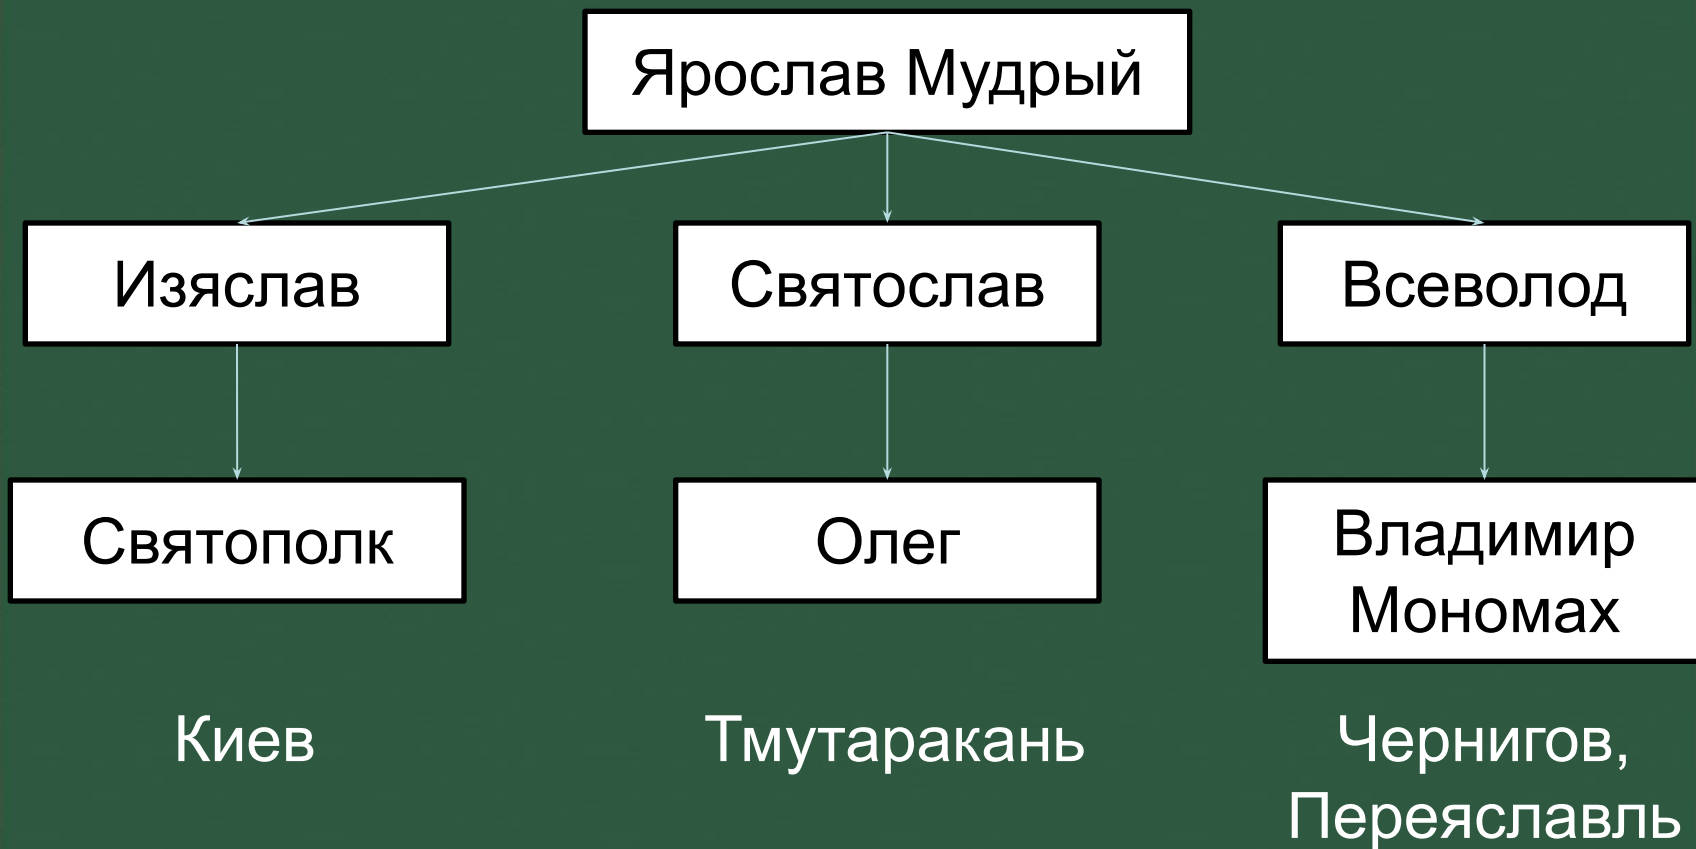 Ярослав Мудрый
Изяслав
Святослав
Всеволод
Святополк
Олег
Владимир
Мономах
Киев
Тмутаракань
Чернигов,
Переяславль